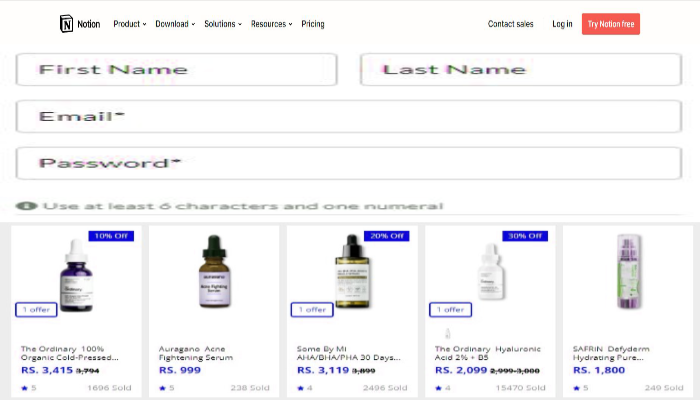 Notion
Product Download Solutions Resources Pricing
Contact sales Log in Try Notion free
First Name Last Name
Email*
Password*
Use at least 6 characters and one numeral
10% Off
1 offer
The Ordinary 100%
Organic Cold-Pressed...
RS. 3,415 3,794
5 1696 Sold
Auragano Acne
Fightening Serum
RS. 999
5 238 Sold
20% Off
1 offer
Some By Mi
AHA/BHA/PHA 30 Days...
RS. 3,119 3,899
4 2496 Sold
30% Off
1 offer
The Ordinary Hyaluronic
Acid 2% + B5
RS. 2,099 2,999-3,000
4 15470 Sold
SAFRIN Defyderm
Hydrating Pure...
RS. 1,800
5 249 Sold